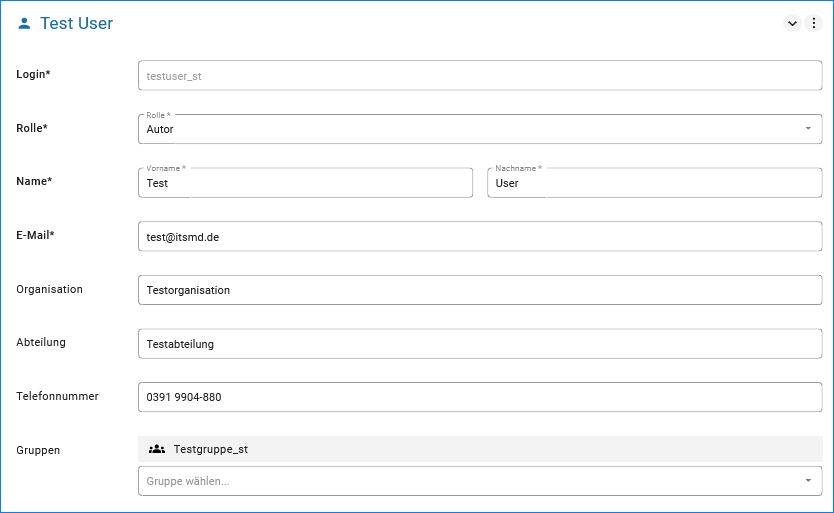 Test User
Login*
testuser_st
Rolle*
Rolle *
Autor
Name*
Vorname *
Test
Nachname *
User
E-Mail*
test@itsmd.de
Organisation
Testorganisation
Abteilung
Testabteilung
Telefonnummer
0391 9904-880
Gruppen
Testgruppe_st
Gruppe wählen...